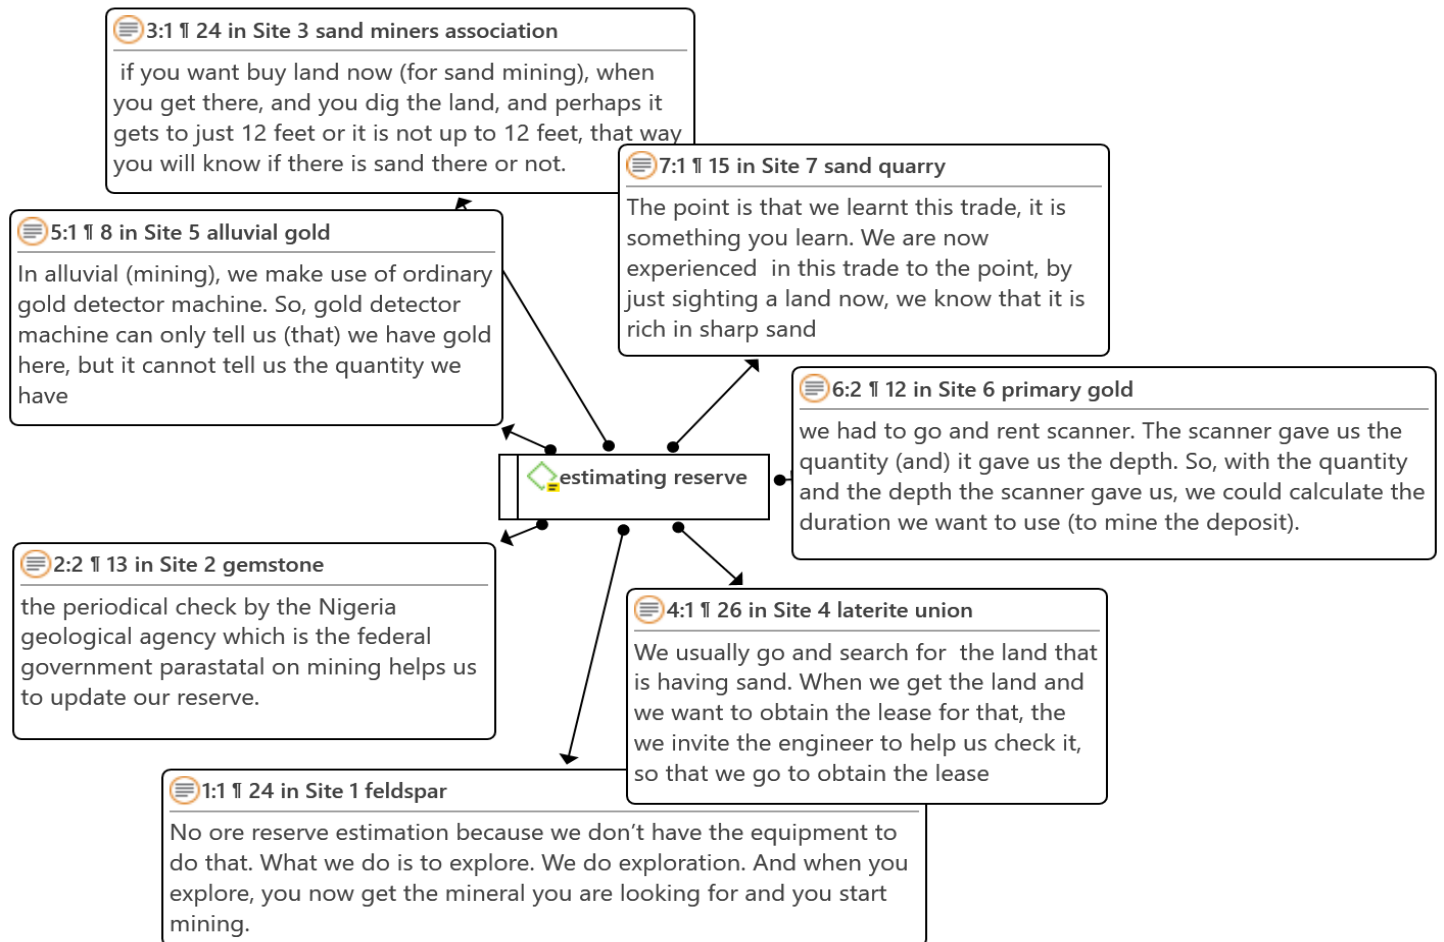 3:1 ¶ 24 in Site 3 sand miners association
if you want buy land now (for sand mining), when
you get there, and you dig the land, and perhaps it
gets to just 12 feet or it is not up to 12 feet, that way
you will know if there is sand there or not.
7:1 ¶ 15 in Site 7 sand quarry
The point is that we learnt this trade, it is
something you learn. We are now
experienced  in this trade to the point, by
just sighting a land now, we know that it is
rich in sharp sand
5:1 ¶ 8 in Site 5 alluvial gold
In alluvial (mining), we make use of ordinary
gold detector machine. So, gold detector
machine can only tell us (that) we have gold
here, but it cannot tell us the quantity we
have
6:2 ¶ 12 in Site 6 primary gold
we had to go and rent scanner. The scanner gave us the
quantity (and) it gave us the depth. So, with the quantity
and the depth the scanner gave us, we could calculate the
duration we want to use (to mine the deposit).
estimating reserve
2:2 ¶ 13 in Site 2 gemstone
the periodical check by the Nigeria
geological agency which is the federal
government parastatal on mining helps us
to update our reserve.
4:1 ¶ 26 in Site 4 laterite union
We usually go and search for  the land that
is having sand. When we get the land and
we want to obtain the lease for that, the
we invite the engineer to help us check it,
so that we go to obtain the lease
1:1 ¶ 24 in Site 1 feldspar
No ore reserve estimation because we don’t have the equipment to
do that. What we do is to explore. We do exploration. And when you
explore, you now get the mineral you are looking for and you start
mining.